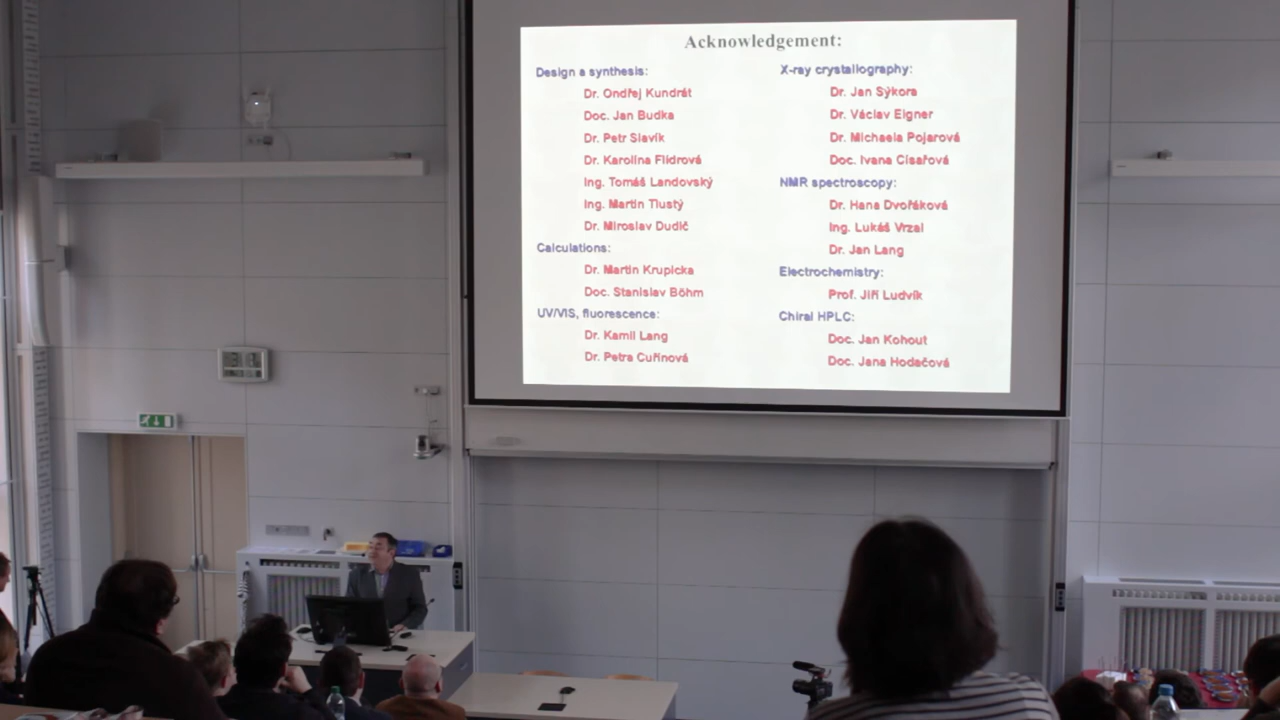 Acknowledgement:
Design a synthesis:
Dr. Ondřej Kundrát
Doc. Jan Budka
Dr. Petr Slavík
Dr. Karolína Flídrová
Ing. Tomáš Landovský
Ing. Martin Tlustý
Dr. Miroslav Dudič
Calculations:
Dr. Martin Krupicka
Doc. Stanislav Böhm
UV/VIS, fluorescence:
Dr. Kamil Lang
Dr. Petra Cuřínová
X-ray crystallography:
Dr. Jan Sýkora
Dr. Václav Eigner
Dr. Michaela Pojarová
Doc. Ivana Císařová
NMR spectroscopy:
Dr. Hana Dvořáková
Ing. Lukáš Vrzal
Dr. Jan Lang
Electrochemistry:
Prof. Jiří Ludvík
Chiral HPLC:
Doc. Jan Kohout
Doc. Jana Hodačová